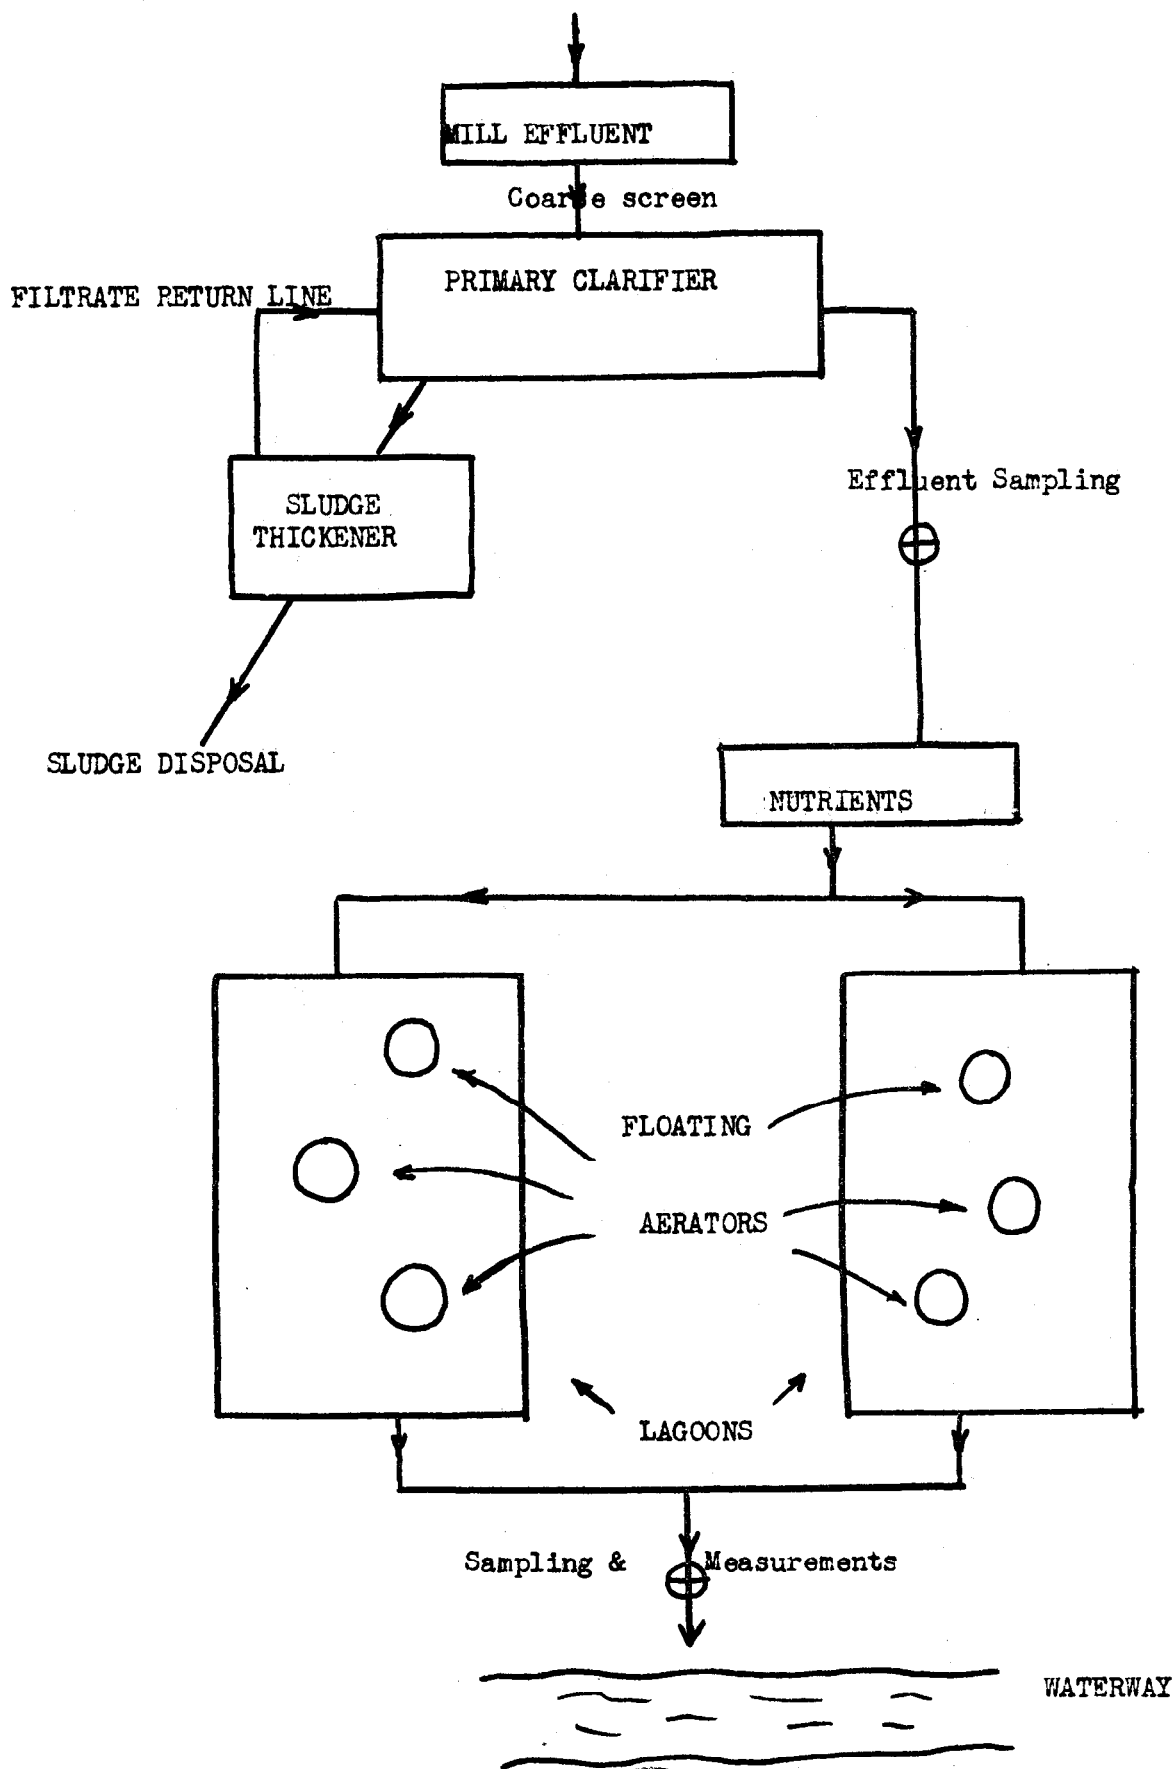 MILL EFFLUENT
Coarse screen
PRIMARY CLARIFIER
FILTRATE RETURN LINE
Effluent Sampling
SLUDGE
THICKENER
SLUDGE DISPOSAL
NUTRIENTS
FLOATING
AERATORS
LAGOONS
Sampling & Measurements
WATERWAY